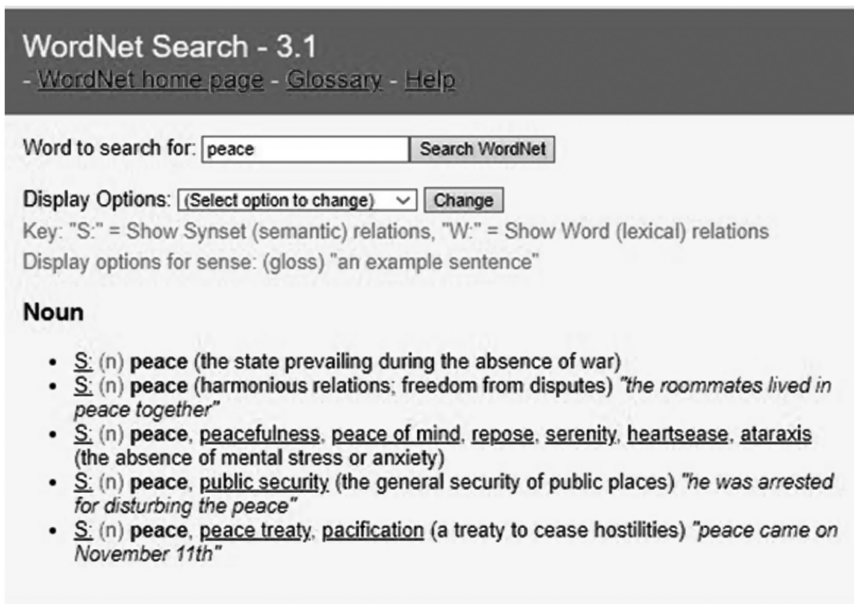 WordNet Search - 3.1
- WordNet home page - Glossary - Help
Word to search for: peace Search WordNet
Display Options: (Select option to change) Change
Key: "S:" = Show Synset (semantic) relations, "W:" = Show Word (lexical) relations
Display options for sense: (gloss) "an example sentence"
Noun
• S: (n) peace (the state prevailing during the absence of war)
• S: (n) peace (harmonious relations; freedom from disputes) "the roommates lived in
peace together"
• S: (n) peace, peacefulness, peace of mind, repose, serenity, heartsease, ataraxis
(the absence of mental stress or anxiety)
• S: (n) peace, public security (the general security of public places) "he was arrested
for disturbing the peace"
• S: (n) peace, peace treaty, pacification (a treaty to cease hostilities) "peace came on
November 11th"